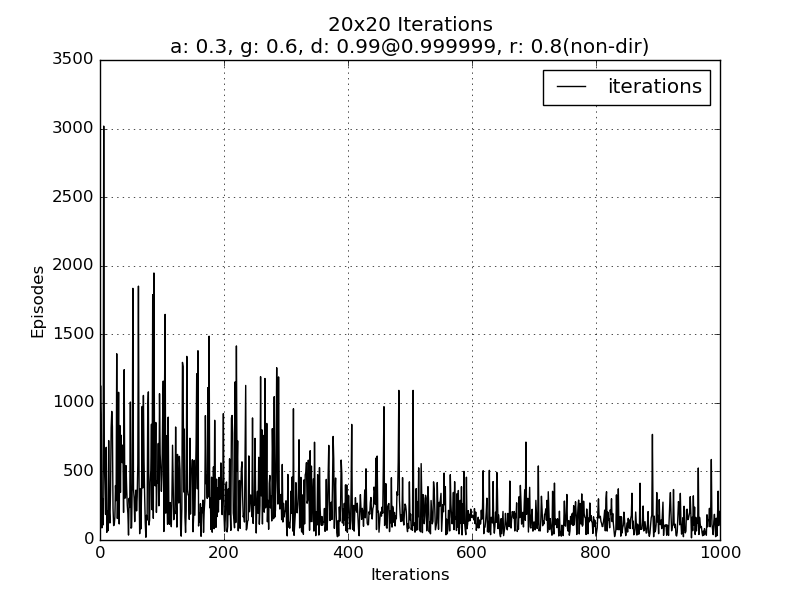 20x20 Iterations
a: 0.3, g: 0.6, d: 0.99@0.999999, r: 0.8(non-dir)
iterations
3500
3000
2500
2000
1500
1000
500
0
Episodes
0 200 400 600 800 1000
Iterations